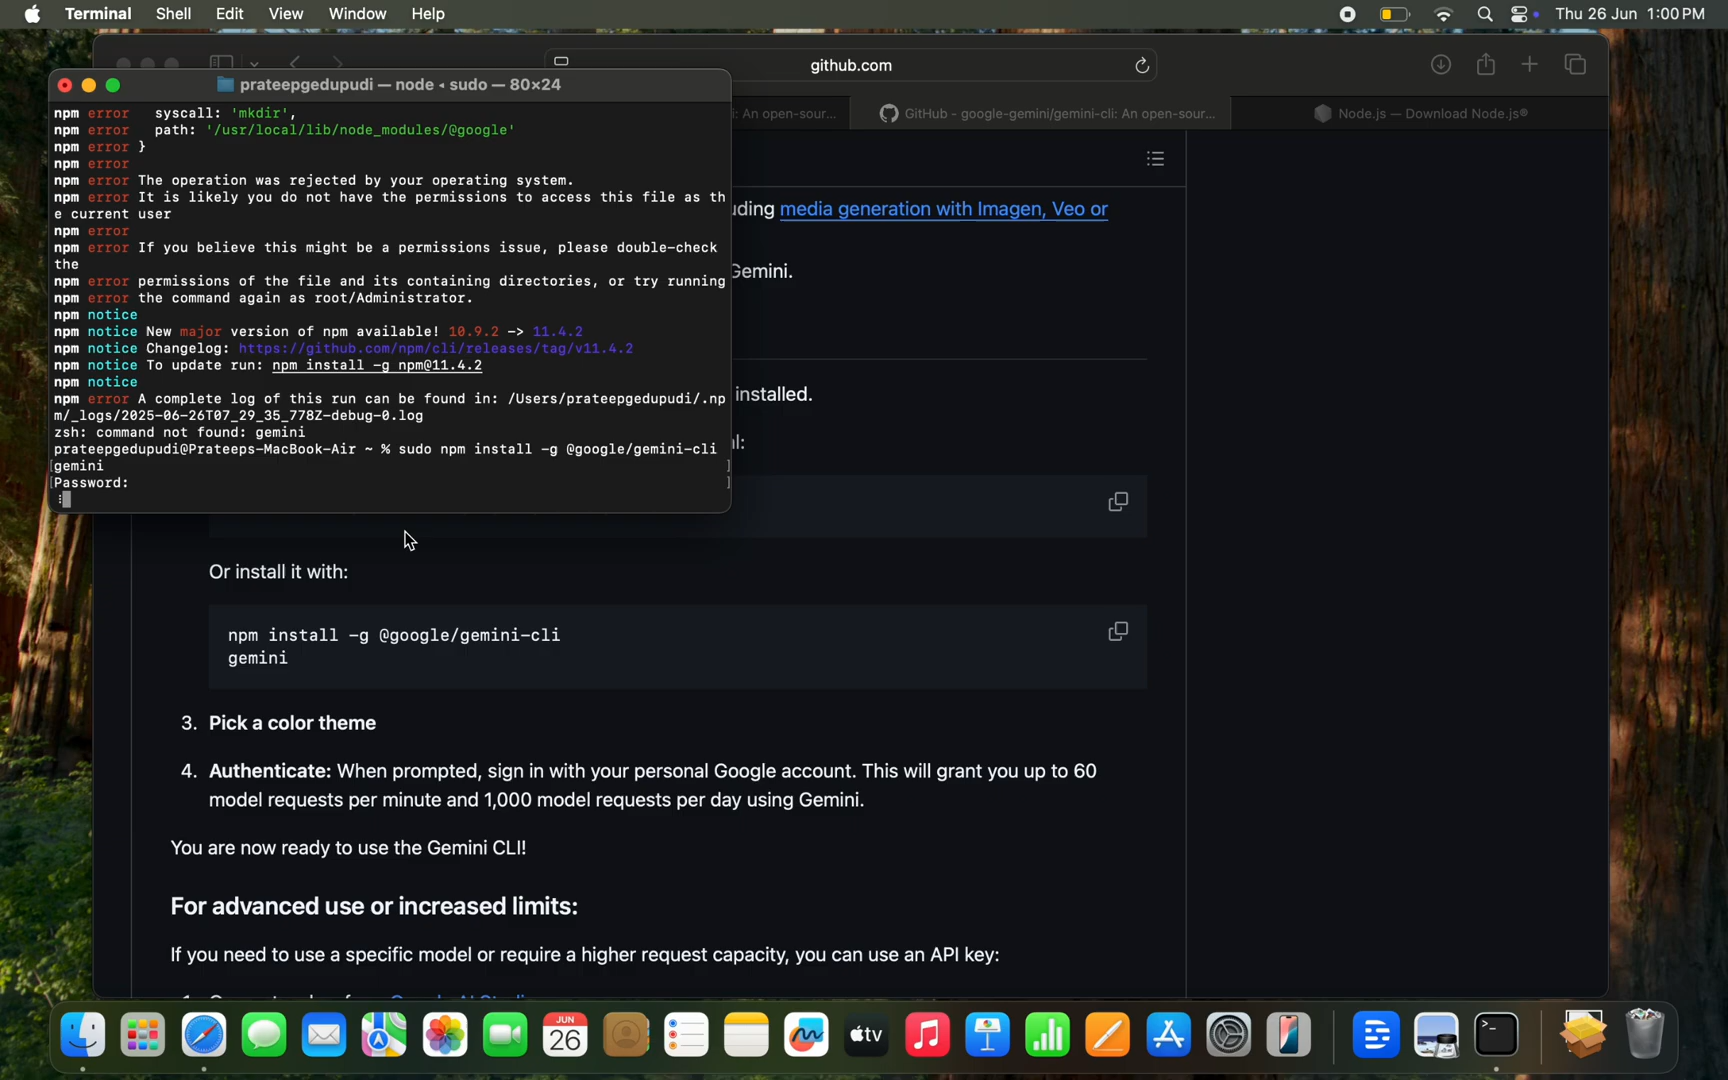 Terminal Shell Edit View Window Help Thu 26 Jun 1:00 PM
github.com
i: An open-sour... GitHub - google-gemini/gemini-cli: An open-sour... Node.js — Download Node.js®
prateepgedupudi — node ◂ sudo — 80×24
npm error   syscall: 'mkdir',
npm error   path: '/usr/local/lib/node_modules/@google'
npm error }
npm error
npm error The operation was rejected by your operating system.
npm error It is likely you do not have the permissions to access this file as th
e current user
npm error
npm error If you believe this might be a permissions issue, please double-check
the
npm error permissions of the file and its containing directories, or try running
npm error the command again as root/Administrator.
npm notice
npm notice New major version of npm available! 10.9.2 -> 11.4.2
npm notice Changelog: https://github.com/npm/cli/releases/tag/v11.4.2
npm notice To update run: npm install -g npm@11.4.2
npm notice
npm error A complete log of this run can be found in: /Users/prateepgedupudi/.np
m/_logs/2025-06-26T07_29_35_778Z-debug-0.log
zsh: command not found: gemini
prateepgedupudi@Prateeps-MacBook-Air ~ % sudo npm install -g @google/gemini-cli
[gemini ]
[Password: ]
media generation with Imagen, Veo or
Gemini.
installed.
Or install it with:
npm install -g @google/gemini-cli
gemini
3. Pick a color theme
4. Authenticate: When prompted, sign in with your personal Google account. This will grant you up to 60
model requests per minute and 1,000 model requests per day using Gemini.
You are now ready to use the Gemini CLI!
For advanced use or increased limits:
If you need to use a specific model or require a higher request capacity, you can use an API key:
JUN
26
tv